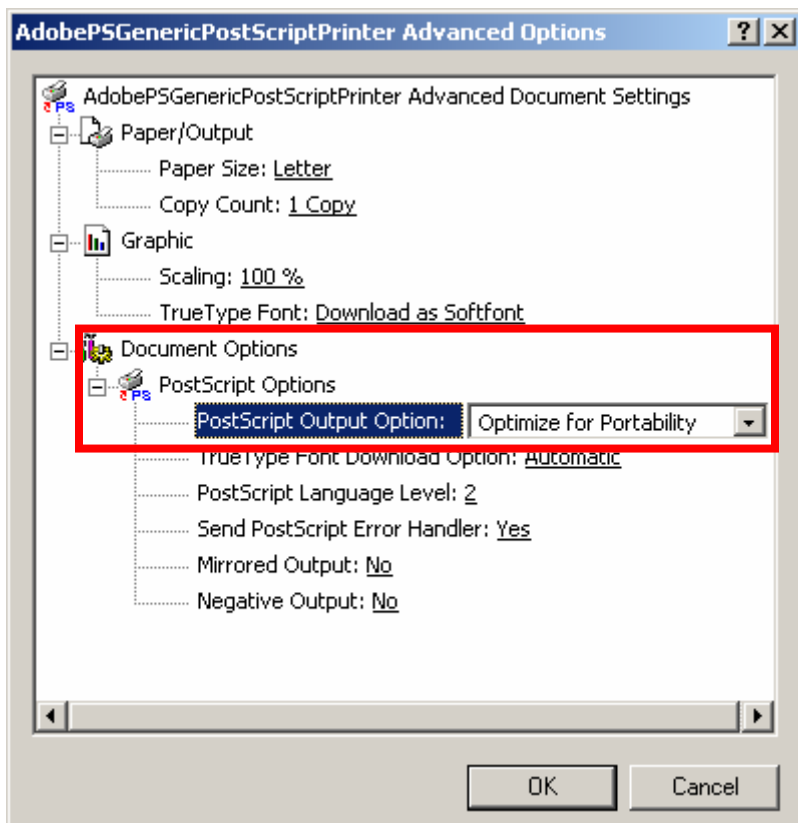 AdobePSGenericPostScriptPrinter Advanced Options
AdobePSGenericPostScriptPrinter Advanced Document Settings
Paper/Output
Paper Size: Letter
Copy Count: 1 Copy
Graphic
Scaling: 100 %
TrueType Font: Download as Softfont
Document Options
PS PostScript Options
PostScript Output Option: Optimize for Portability
TrueType Font Download Option: Automatic
PostScript Language Level: 2
Send PostScript Error Handler: Yes
Mirrored Output: No
Negative Output: No
OK Cancel